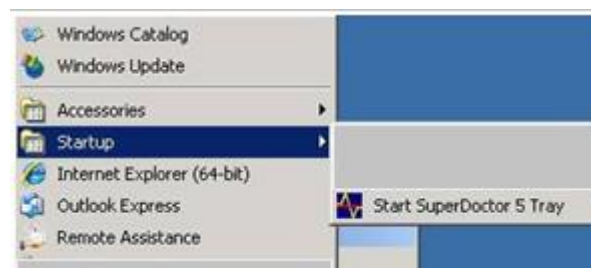 Windows Catalog
Windows Update
Accessories
Startup
Internet Explorer (64-bit)
Outlook Express
Start SuperDoctor 5 Tray
Remote Assistance